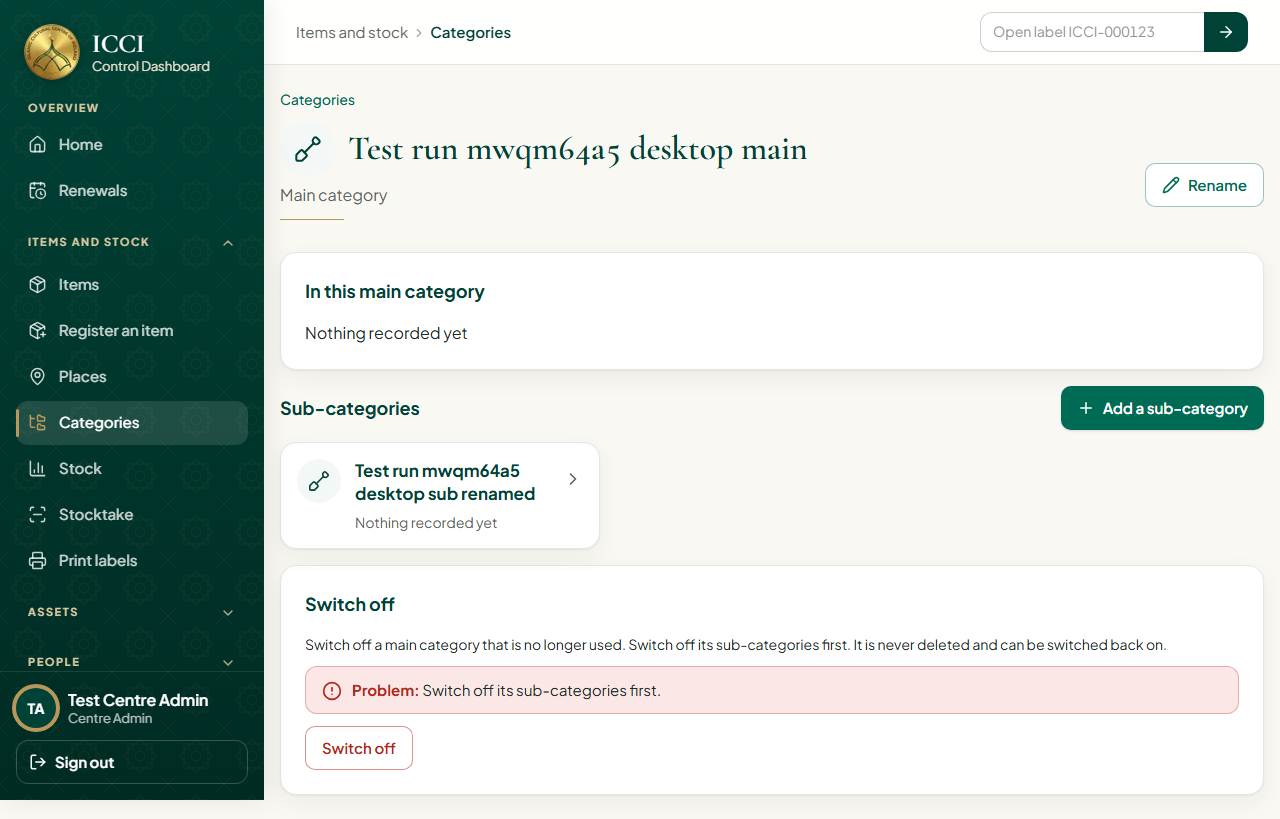 ICCI
Control Dashboard
OVERVIEW
Home
Renewals
ITEMS AND STOCK
Items
Register an item
Places
Categories
Stock
Stocktake
Print labels
ASSETS
PEOPLE
TA
Test Centre Admin
Centre Admin
Sign out
Items and stock › Categories
Open label ICCI-000123
Categories
Test run mwqm64a5 desktop main
Main category
Rename
In this main category
Nothing recorded yet
Sub-categories
Add a sub-category
Test run mwqm64a5
desktop sub renamed
Nothing recorded yet
Switch off
Switch off a main category that is no longer used. Switch off its sub-categories first. It is never deleted and can be switched back on.
Problem: Switch off its sub-categories first.
Switch off